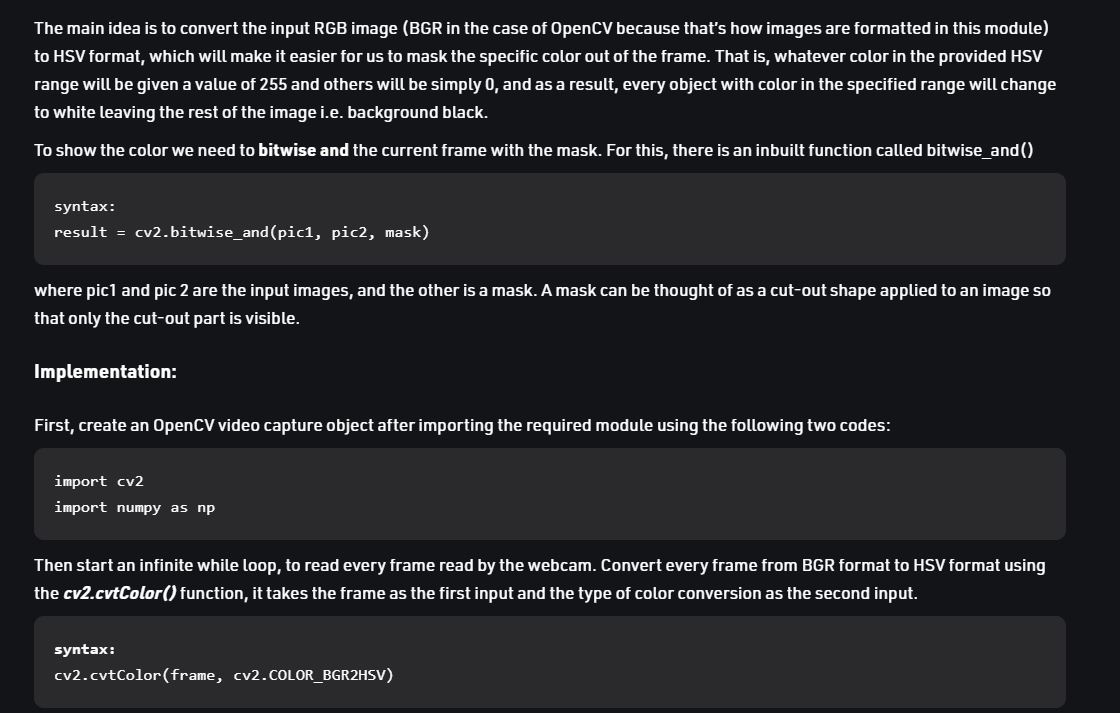 The main idea is to convert the input RGB image (BGR in the case of OpenCV because that's how images are formatted in this module)
to HSV format, which will make it easier for us to mask the specific color out of the frame. That is, whatever color in the provided HSV
range will be given a value of 255 and others will be simply 0, and as a result, every object with color in the specified range will change
to white leaving the rest of the image i.e. background black.
To show the color we need to bitwise and the current frame with the mask. For this, there is an inbuilt function called bitwise_and()
syntax:
result = cv2.bitwise_and(pic1, pic2, mask)
where pic1 and pic 2 are the input images, and the other is a mask. A mask can be thought of as a cut-out shape applied to an image so
that only the cut-out part is visible.
Implementation:
First, create an OpenCV video capture object after importing the required module using the following two codes:
import cv2
import numpy as np
Then start an infinite while loop, to read every frame read by the webcam. Convert every frame from BGR format to HSV format using
the cv2.cvtColor() function, it takes the frame as the first input and the type of color conversion as the second input.
syntax:
cv2.cvtColor(frame, cv2.COLOR_BGR2HSV)